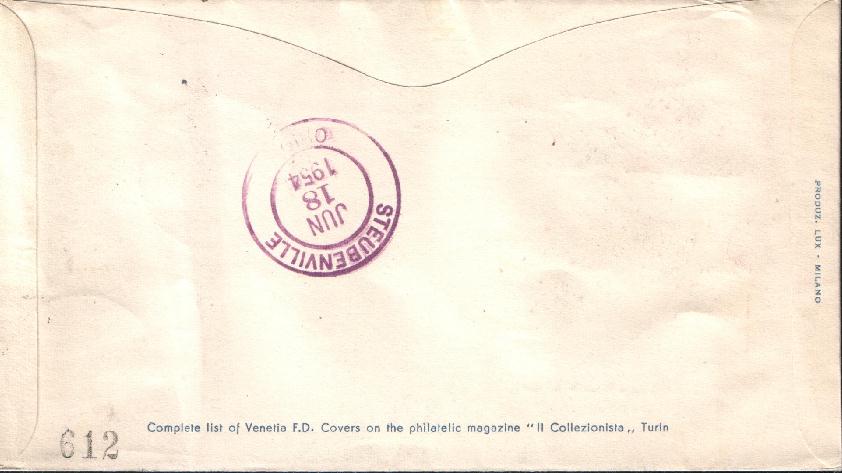 OHIO
1954
18
JUN
STEUBENVILLE
PRODUZ. LUX - MILANO
Complete list of Venetia F.D. Covers on the philatelic magazine "Il Collezionista„ Turin
612